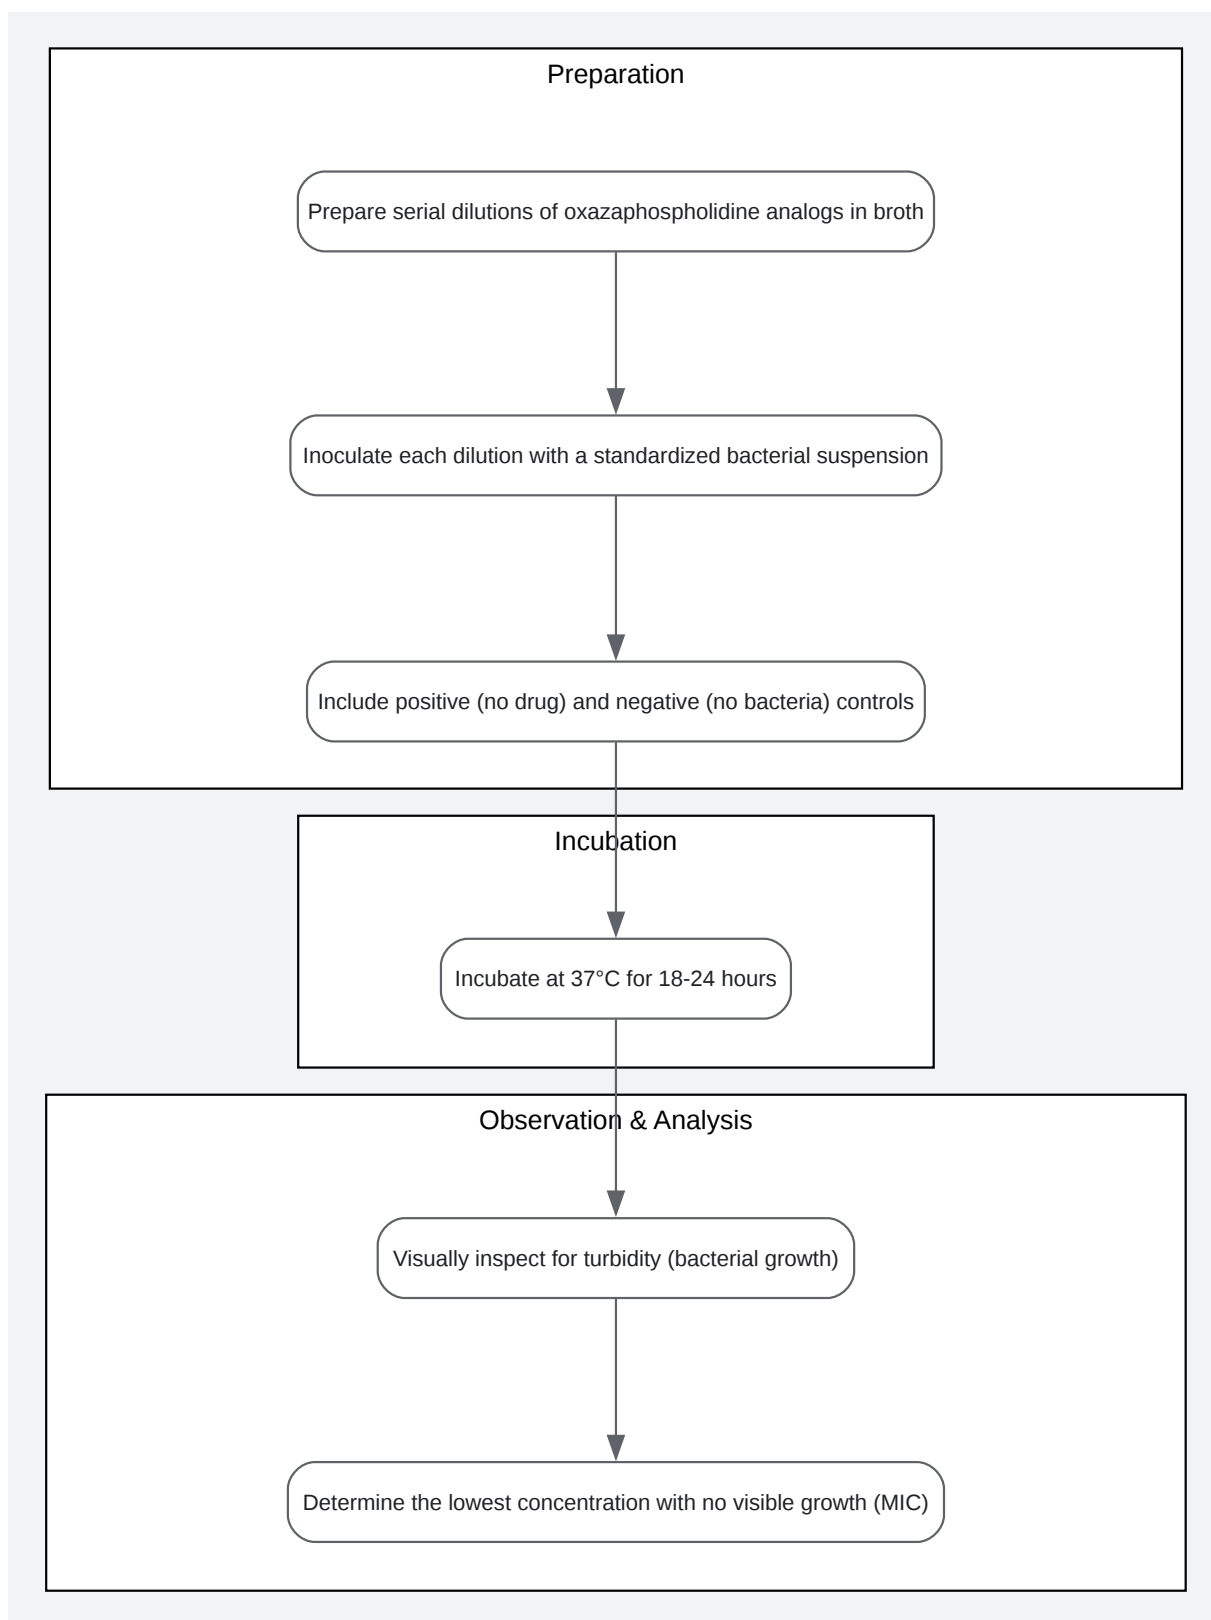 Preparation
Prepare serial dilutions of oxazaphospholidine analogs in broth
Inoculate each dilution with a standardized bacterial suspension
Include positive (no drug) and negative (no bacteria) controls
Incubation
Incubate at 37°C for 18-24 hours
Observation & Analysis
Visually inspect for turbidity (bacterial growth)
Determine the lowest concentration with no visible growth (MIC)